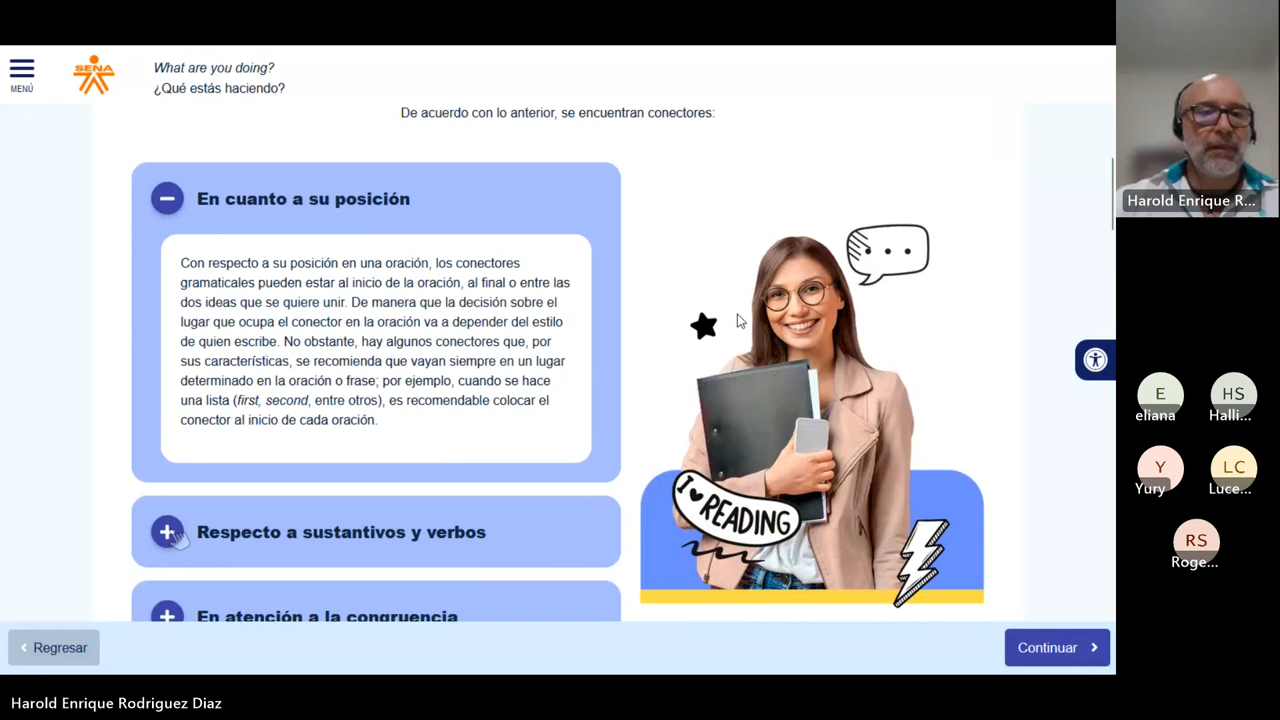 MENÚ
SENA
What are you doing?
¿Qué estás haciendo?
De acuerdo con lo anterior, se encuentran conectores:
En cuanto a su posición
Con respecto a su posición en una oración, los conectores
gramaticales pueden estar al inicio de la oración, al final o entre las
dos ideas que se quiere unir. De manera que la decisión sobre el
lugar que ocupa el conector en la oración va a depender del estilo
de quien escribe. No obstante, hay algunos conectores que, por
sus características, se recomienda que vayan siempre en un lugar
determinado en la oración o frase; por ejemplo, cuando se hace
una lista (first, second, entre otros), es recomendable colocar el
conector al inicio de cada oración.
Respecto a sustantivos y verbos
En atención a la congruencia
I READING
Regresar
Continuar
Harold Enrique R...
E
eliana
HS
Halli...
Y
Yury
LC
Luce...
RS
Roge...
Harold Enrique Rodriguez Diaz